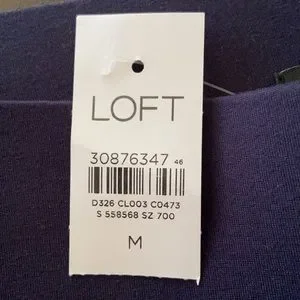 LOFT
30876347 46
D326 CL003 C0473
S 558568 SZ 700
M